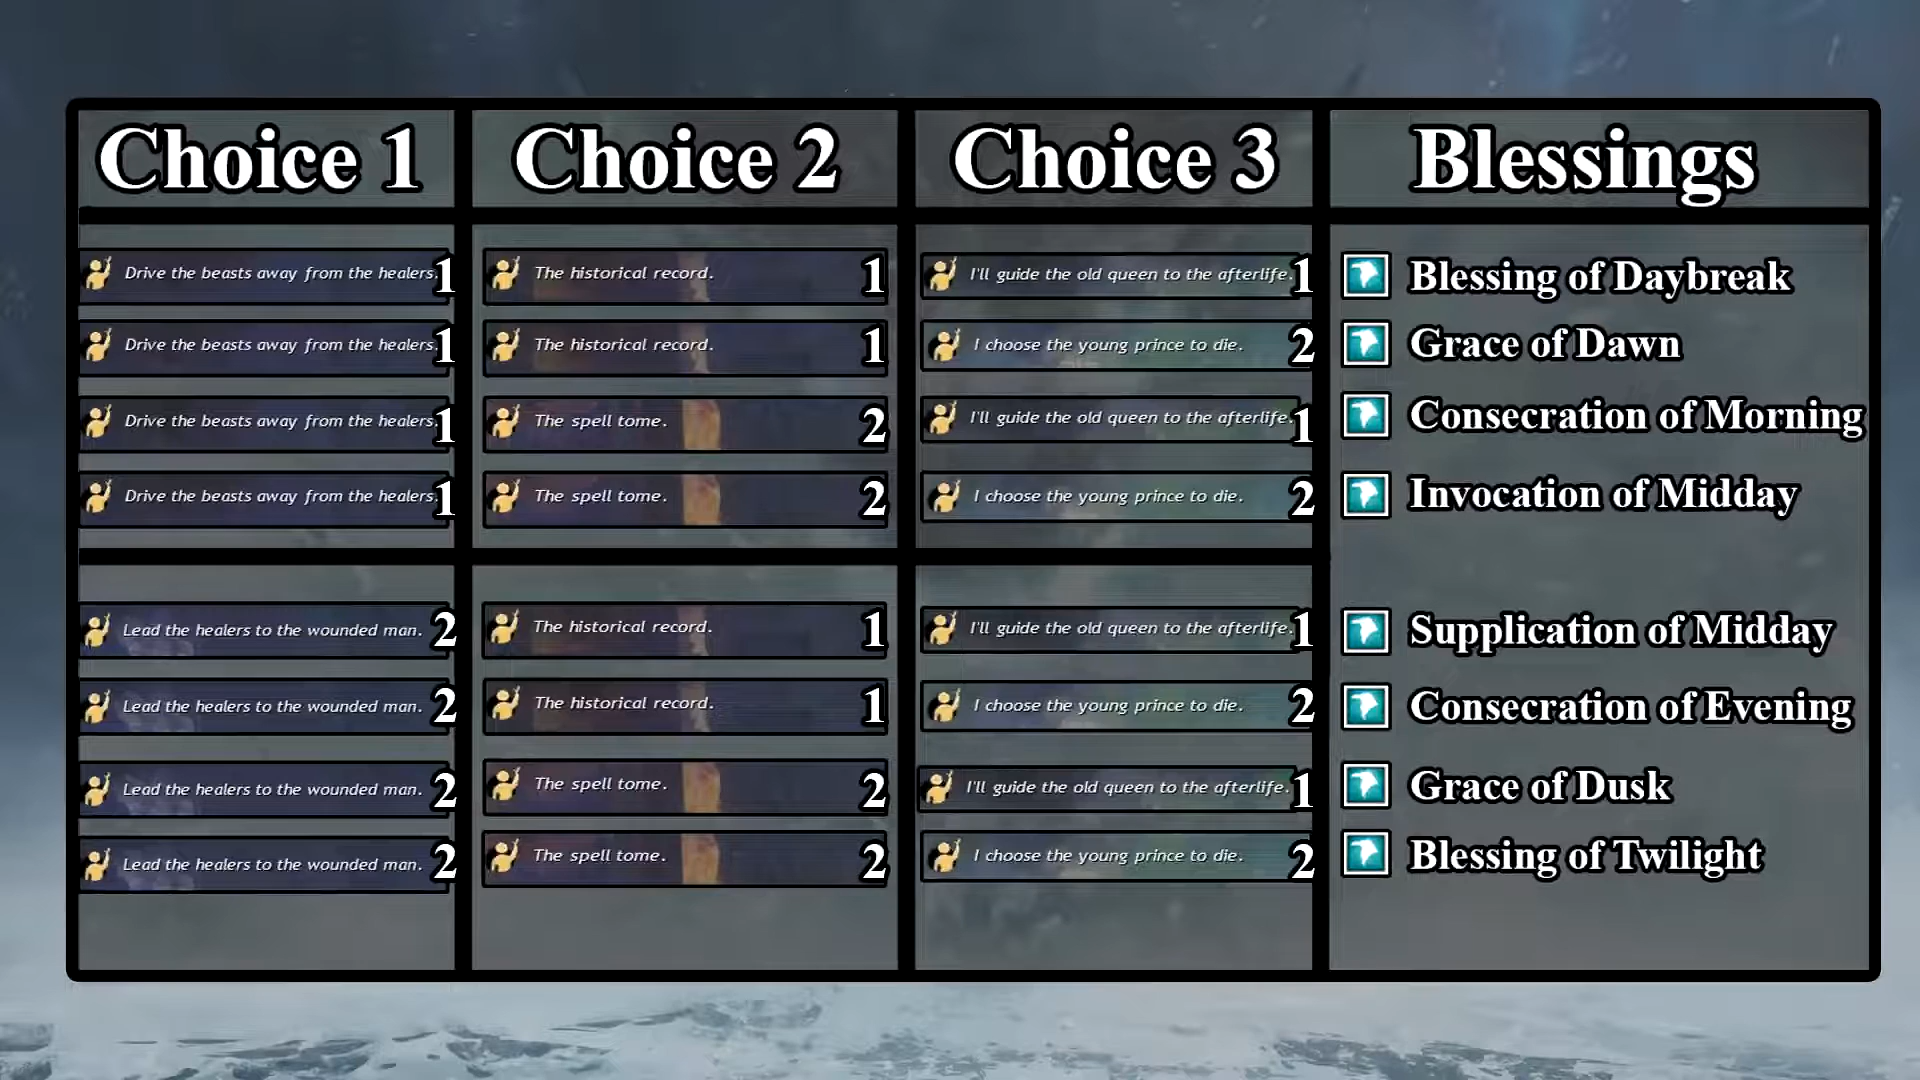 Choice 1 Choice 2 Choice 3 Blessings
Drive the beasts away from the healers. 1 The historical record. 1 I'll guide the old queen to the afterlife. 1 Blessing of Daybreak
Drive the beasts away from the healers. 1 The historical record. 1 I choose the young prince to die. 2 Grace of Dawn
Drive the beasts away from the healers. 1 The spell tome. 2 I'll guide the old queen to the afterlife. 1 Consecration of Morning
Drive the beasts away from the healers. 1 The spell tome. 2 I choose the young prince to die. 2 Invocation of Midday
Lead the healers to the wounded man. 2 The historical record. 1 I'll guide the old queen to the afterlife. 1 Supplication of Midday
Lead the healers to the wounded man. 2 The historical record. 1 I choose the young prince to die. 2 Consecration of Evening
Lead the healers to the wounded man. 2 The spell tome. 2 I'll guide the old queen to the afterlife. 1 Grace of Dusk
Lead the healers to the wounded man. 2 The spell tome. 2 I choose the young prince to die. 2 Blessing of Twilight